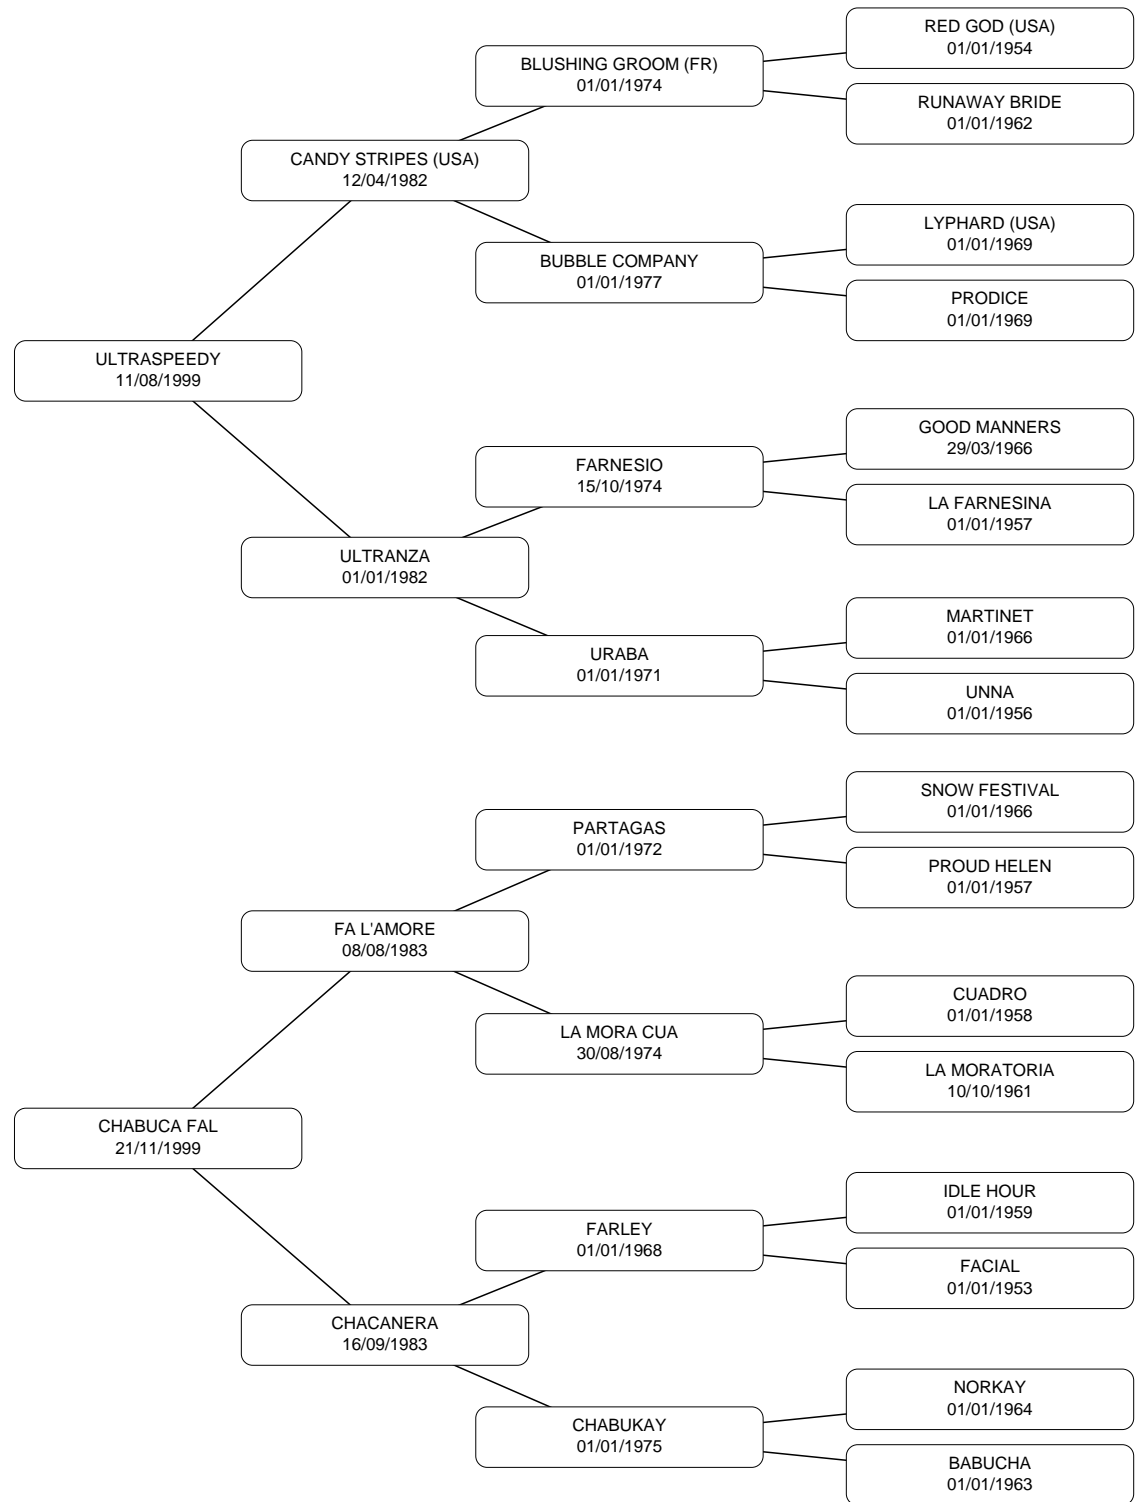 RED GOD (USA)
01/01/1954
BLUSHING GROOM (FR)
01/01/1974
RUNAWAY BRIDE
01/01/1962
CANDY STRIPES (USA)
12/04/1982
LYPHARD (USA)
01/01/1969
BUBBLE COMPANY
01/01/1977
PRODICE
01/01/1969
ULTRASPEEDY
11/08/1999
GOOD MANNERS
29/03/1966
FARNESIO
15/10/1974
LA FARNESINA
01/01/1957
ULTRANZA
01/01/1982
MARTINET
01/01/1966
URABA
01/01/1971
UNNA
01/01/1956
SNOW FESTIVAL
01/01/1966
PARTAGAS
01/01/1972
PROUD HELEN
01/01/1957
FA L'AMORE
08/08/1983
CUADRO
01/01/1958
LA MORA CUA
30/08/1974
LA MORATORIA
10/10/1961
CHABUCA FAL
21/11/1999
IDLE HOUR
01/01/1959
FARLEY
01/01/1968
FACIAL
01/01/1953
CHACANERA
16/09/1983
NORKAY
01/01/1964
CHABUKAY
01/01/1975
BABUCHA
01/01/1963